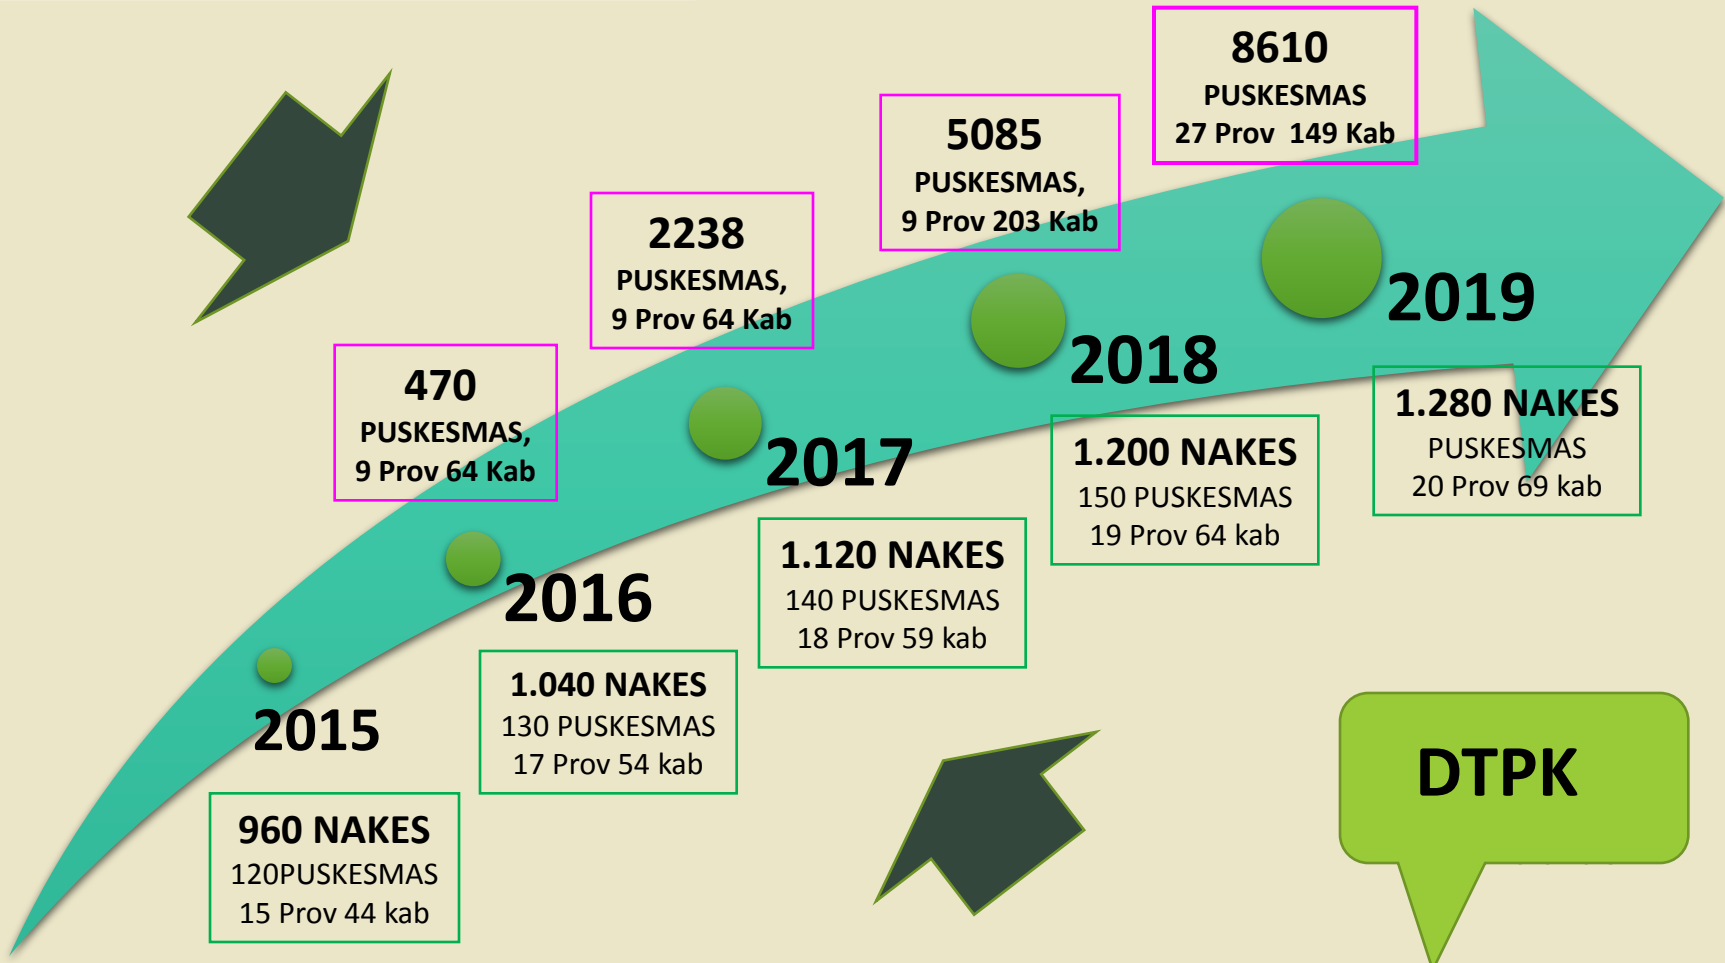 8610
PUSKESMAS
27 Prov 149 Kab
5085
PUSKESMAS,
9 Prov 203 Kab
2238
PUSKESMAS,
9 Prov 64 Kab
470
PUSKESMAS,
9 Prov 64 Kab
2019
2018
2017
2016
2015
1.280 NAKES
PUSKESMAS
20 Prov 69 kab
1.200 NAKES
150 PUSKESMAS
19 Prov 64 kab
1.120 NAKES
140 PUSKESMAS
18 Prov 59 kab
1.040 NAKES
130 PUSKESMAS
17 Prov 54 kab
960 NAKES
120PUSKESMAS
15 Prov 44 kab
DTPK